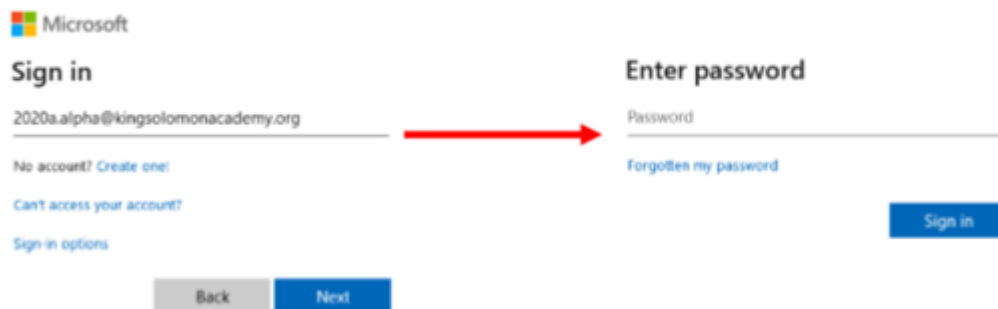 Microsoft
Sign in
2020a.alpha@kingsolomonacademy.org
No account? Create one!
Can't access your account?
Sign-in options
Back
Next
Enter password
Password
Forgotten my password
Sign in